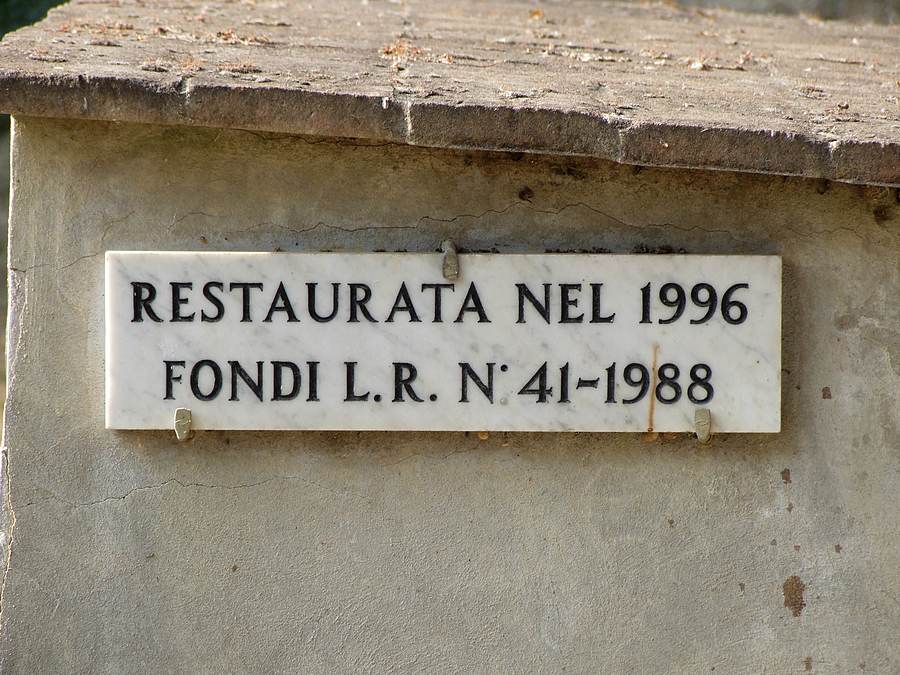 RESTAURATA NEL 1996
FONDI L.R. N° 41-1988